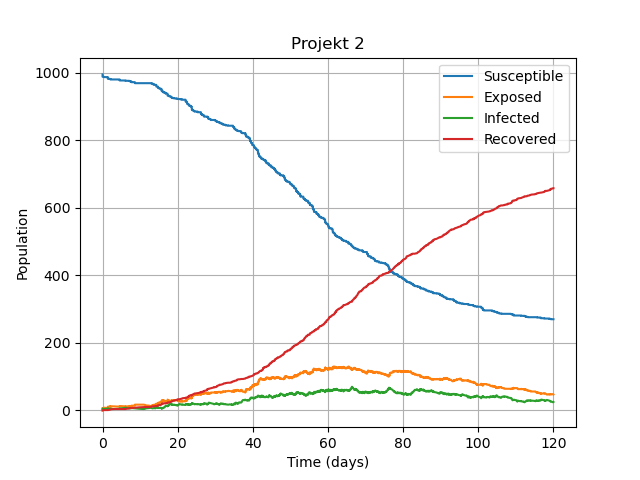 Projekt 2
Susceptible
Exposed
Infected
Recovered
Population
1000
800
600
400
200
0
0 20 40 60 80 100 120
Time (days)